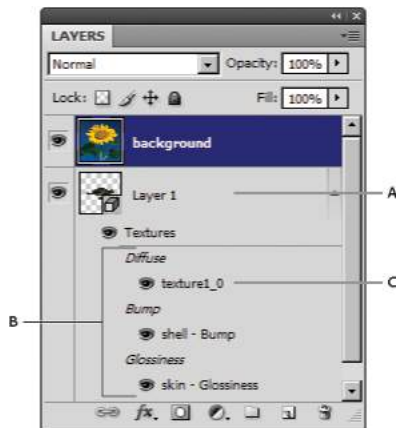 LAYERS
Normal Opacity: 100%
Lock: Fill: 100%
background
Layer 1
A
Textures
Diffuse
texture1_0
C
Bump
B
shell - Bump
Glossiness
skin - Glossiness
fx.